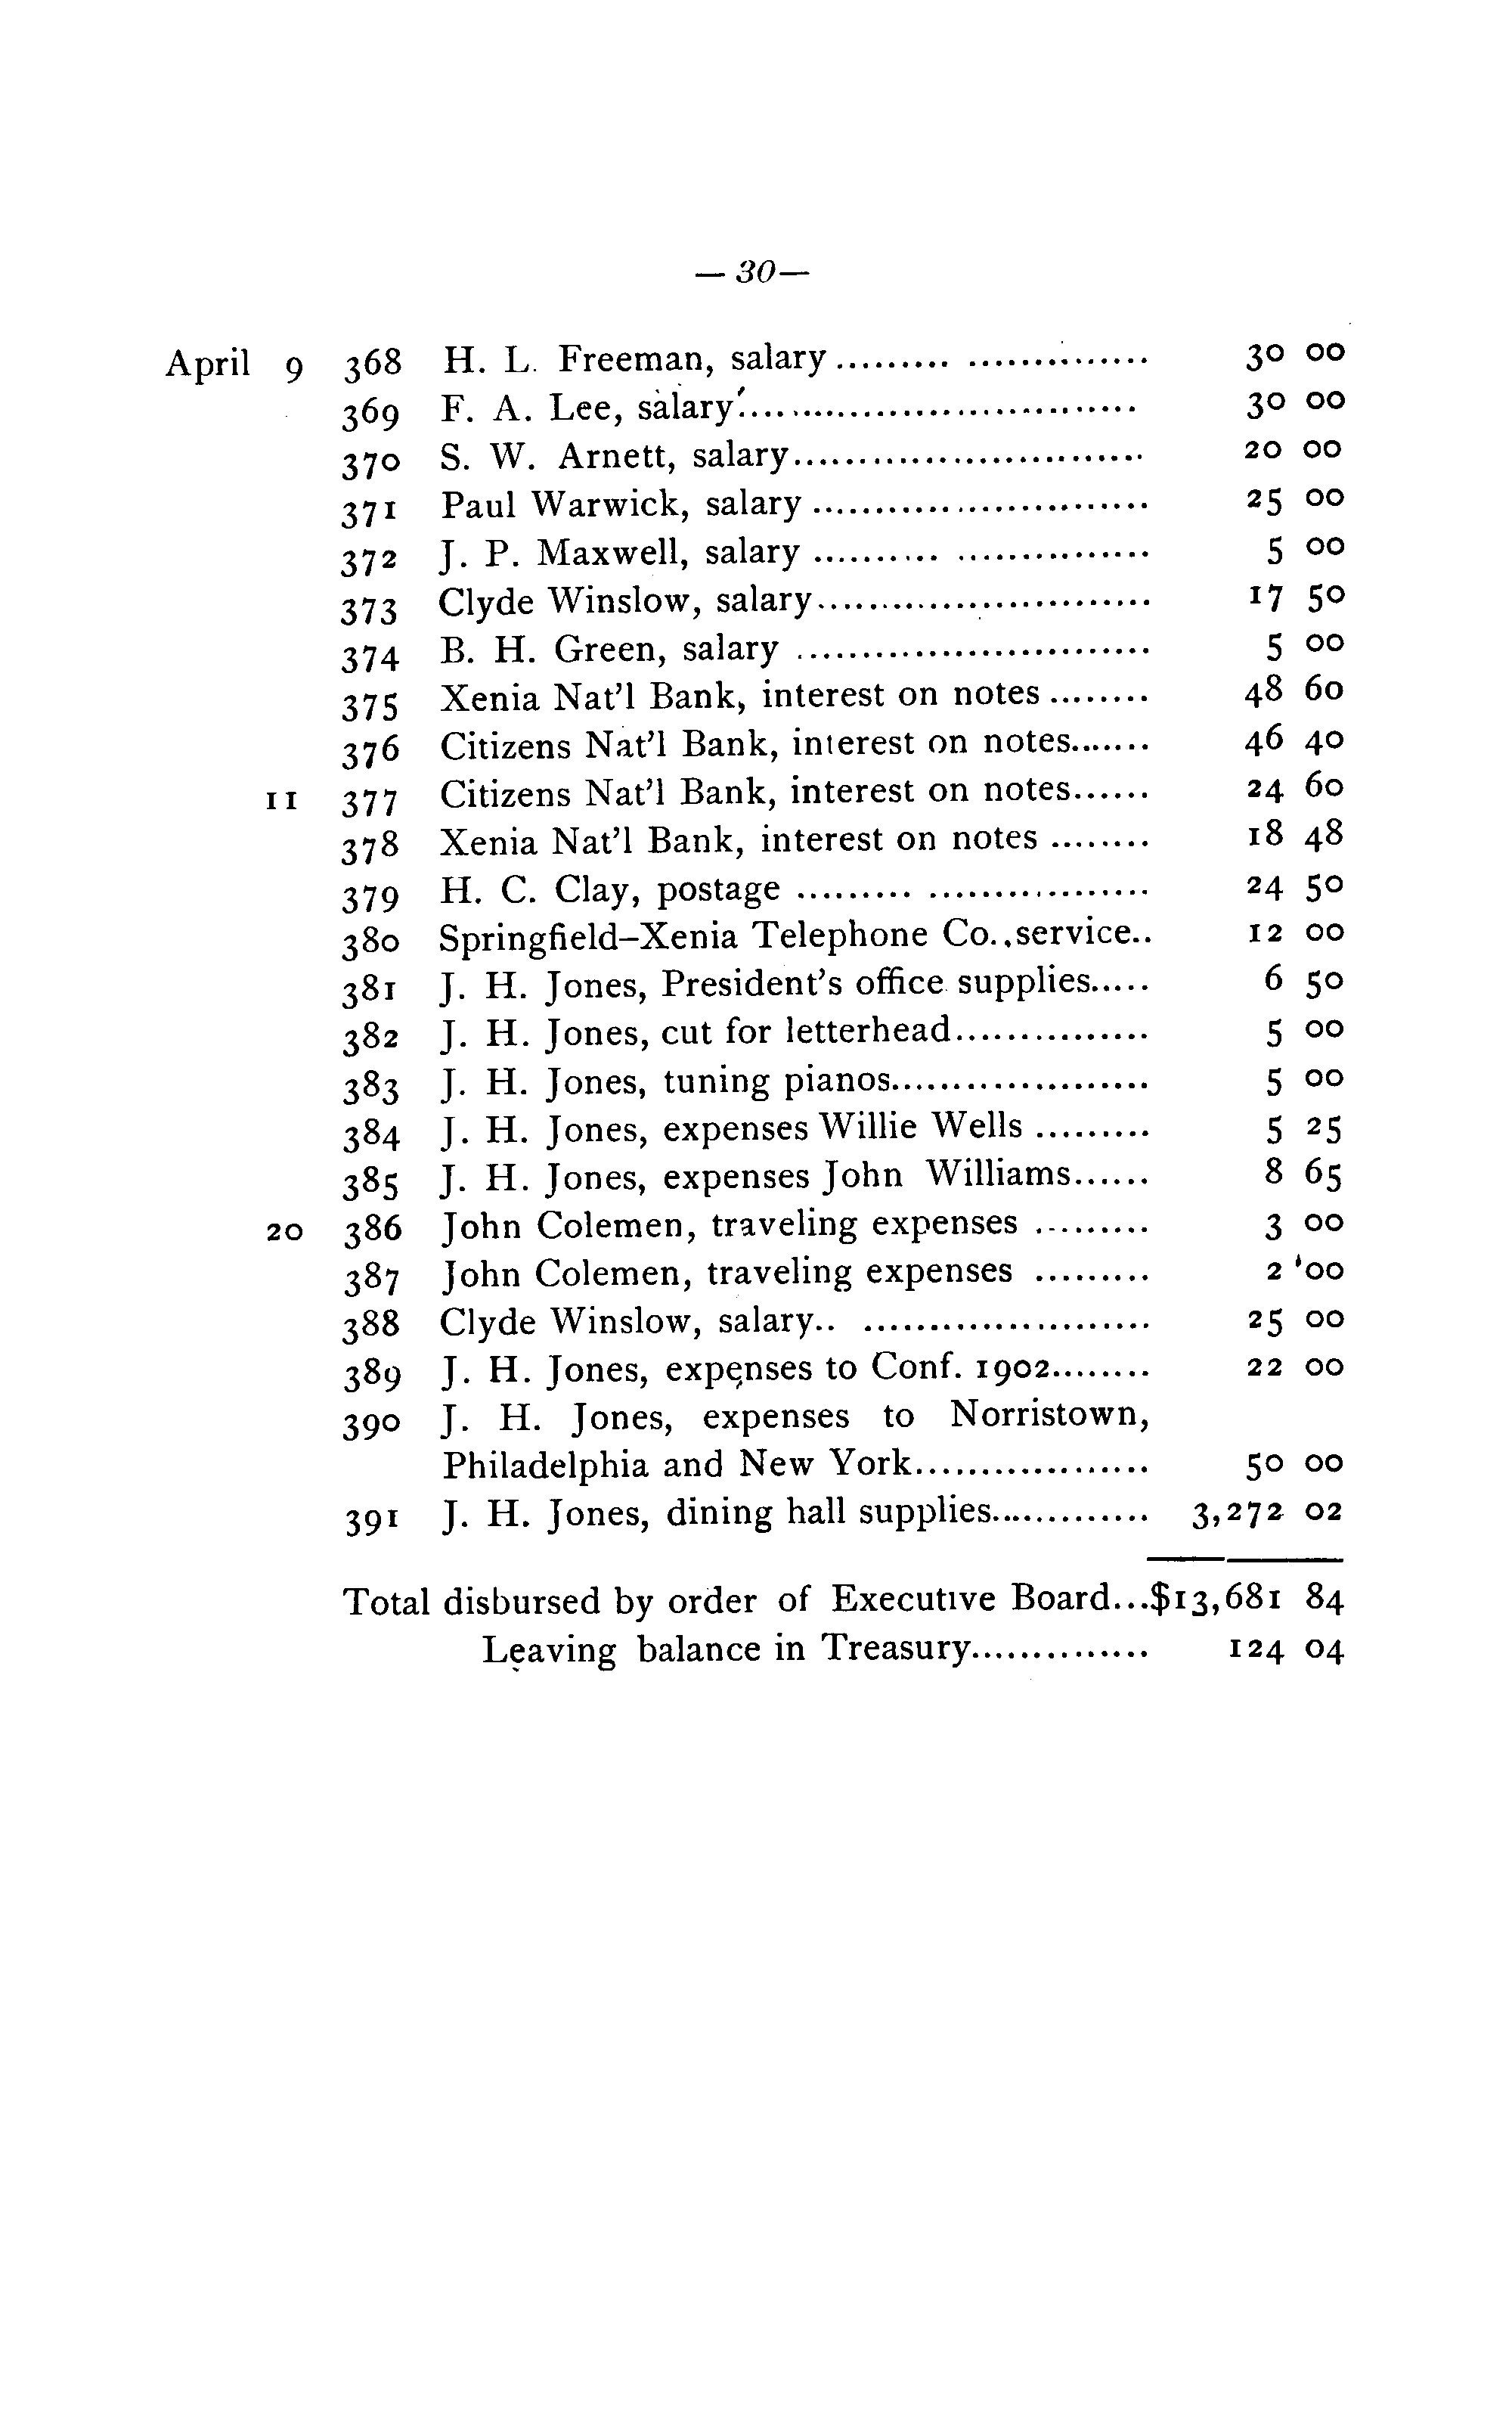 — 30—
April 9 368 H. L. Freeman, salary ......... .............. 30 00
369 F. A. Lee, salary .............................. 30 00
370 S. W. Arnett, salary........................... 20 00
371 Paul Warwick, salary .......................... 25 00
372 J. P. Maxwell, salary .......... ............... 5 00
373 Clyde Winslow, salary.......................... 17 50
374 B. H. Green, salary ........................... 5 00
375 Xenia Nat'l Bank, interest on notes ........ 48 60
376 Citizens Nat'l Bank, interest on notes....... 46 40
11 377 Citizens Nat'l Bank, interest on notes...... 24 60
378 Xenia Nat'l Bank, interest on notes ........ 18 48
379 H. C. Clay, postage ......... ................. 24 50
380 Springfield–Xenia Telephone Co.,service.. 12 00
381 J. H. Jones, President's office supplies..... 6 50
382 J. H. Jones, cut for letterhead............... 5 00
383 J. H. Jones, tuning pianos.................... 5 00
384 J. H. Jones, expenses Willie Wells ......... 5 25
385 J. H. Jones, expenses John Williams...... 8 65
20 386 John Colemen, traveling expenses ......... 3 00
387 John Colemen, traveling expenses ......... 2 00
388 Clyde Winslow, salary.. ...................... 25 00
389 J. H. Jones, expenses to Conf. 1902........ 22 00
390 J. H. Jones, expenses to Norristown,
Philadelphia and New York.................. 50 00
391 J. H. Jones, dining hall supplies............. 3,272 02
Total disbursed by order of Executive Board...$13,681 84
Leaving balance in Treasury.............. 124 04